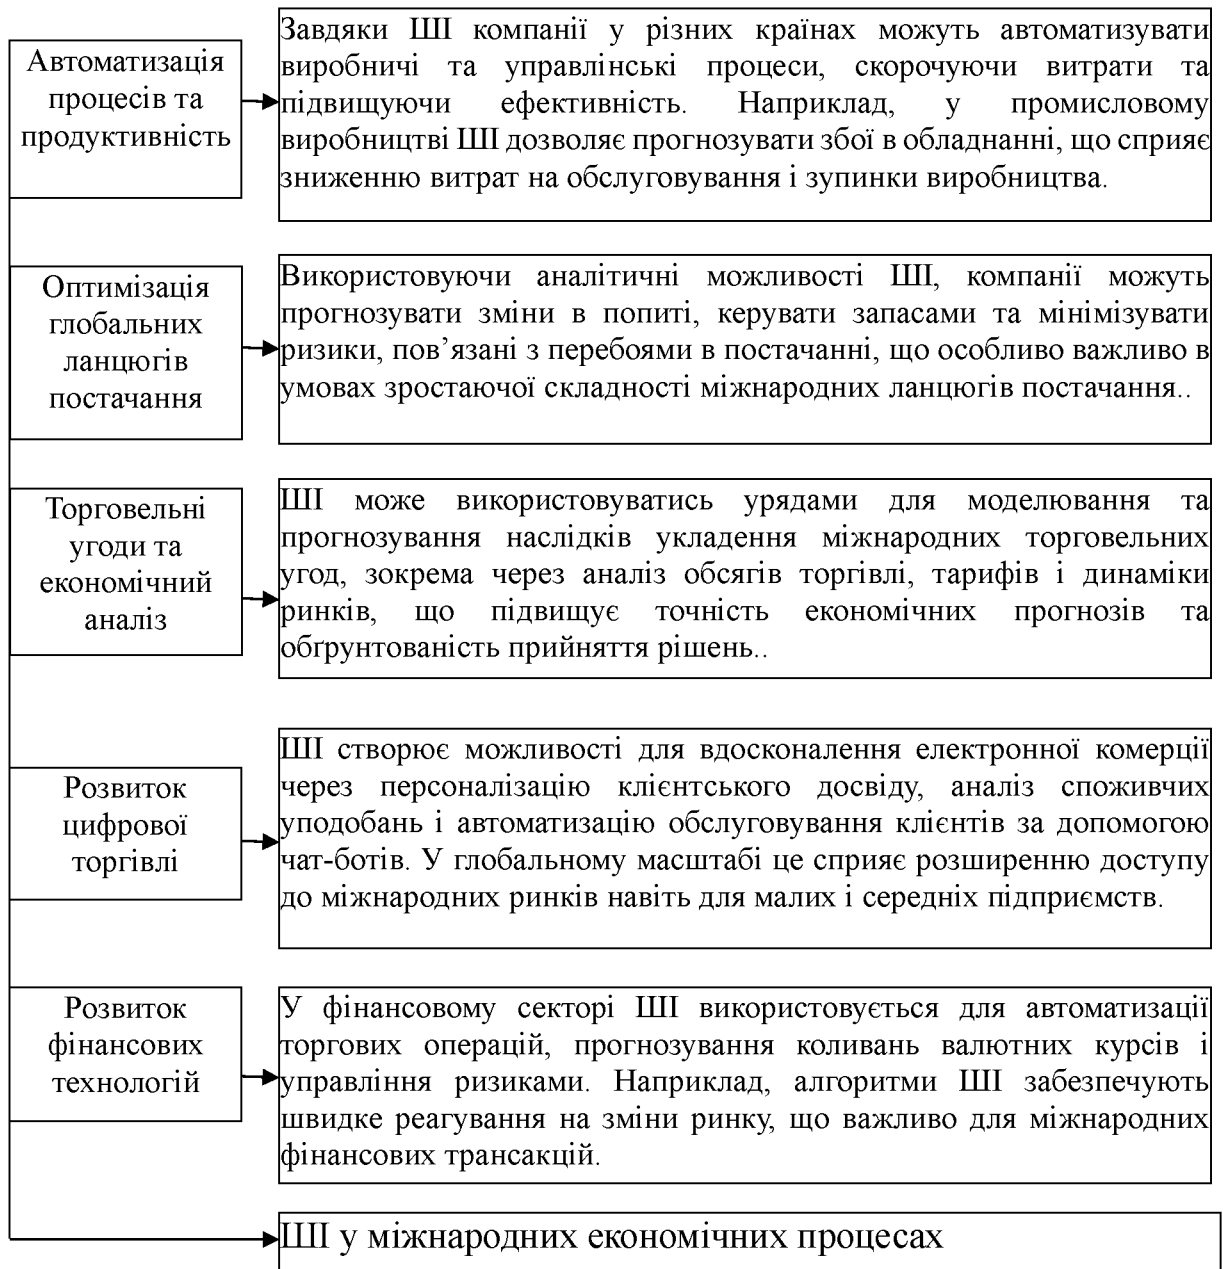 Автоматизація
процесів та
продуктивність
Завдяки ШІ компанії у різних країнах можуть автоматизувати
виробничі та управлінські процеси, скорочуючи витрати та
підвищуючи ефективність. Наприклад, у промисловому
виробництві ШІ дозволяє прогнозувати збої в обладнанні, що сприяє
зниженню витрат на обслуговування і зупинки виробництва.
Оптимізація
глобальних
ланцюгів
постачання
Використовуючи аналітичні можливості ШІ, компанії можуть
прогнозувати зміни в попиті, керувати запасами та мінімізувати
ризики, пов’язані з перебоями в постачанні, що особливо важливо в
умовах зростаючої складності міжнародних ланцюгів постачання..
Торговельні
угоди та
економічний
аналіз
ШІ може використовуватись урядами для моделювання та
прогнозування наслідків укладення міжнародних торговельних
угод, зокрема через аналіз обсягів торгівлі, тарифів і динаміки
ринків, що підвищує точність економічних прогнозів та
обґрунтованість прийняття рішень..
Розвиток
цифрової
торгівлі
ШІ створює можливості для вдосконалення електронної комерції
через персоналізацію клієнтського досвіду, аналіз споживчих
уподобань і автоматизацію обслуговування клієнтів за допомогою
чат-ботів. У глобальному масштабі це сприяє розширенню доступу
до міжнародних ринків навіть для малих і середніх підприємств.
Розвиток
фінансових
технологій
У фінансовому секторі ШІ використовується для автоматизації
торгових операцій, прогнозування коливань валютних курсів і
управління ризиками. Наприклад, алгоритми ШІ забезпечують
швидке реагування на зміни ринку, що важливо для міжнародних
фінансових трансакцій.
ШІ у міжнародних економічних процесах